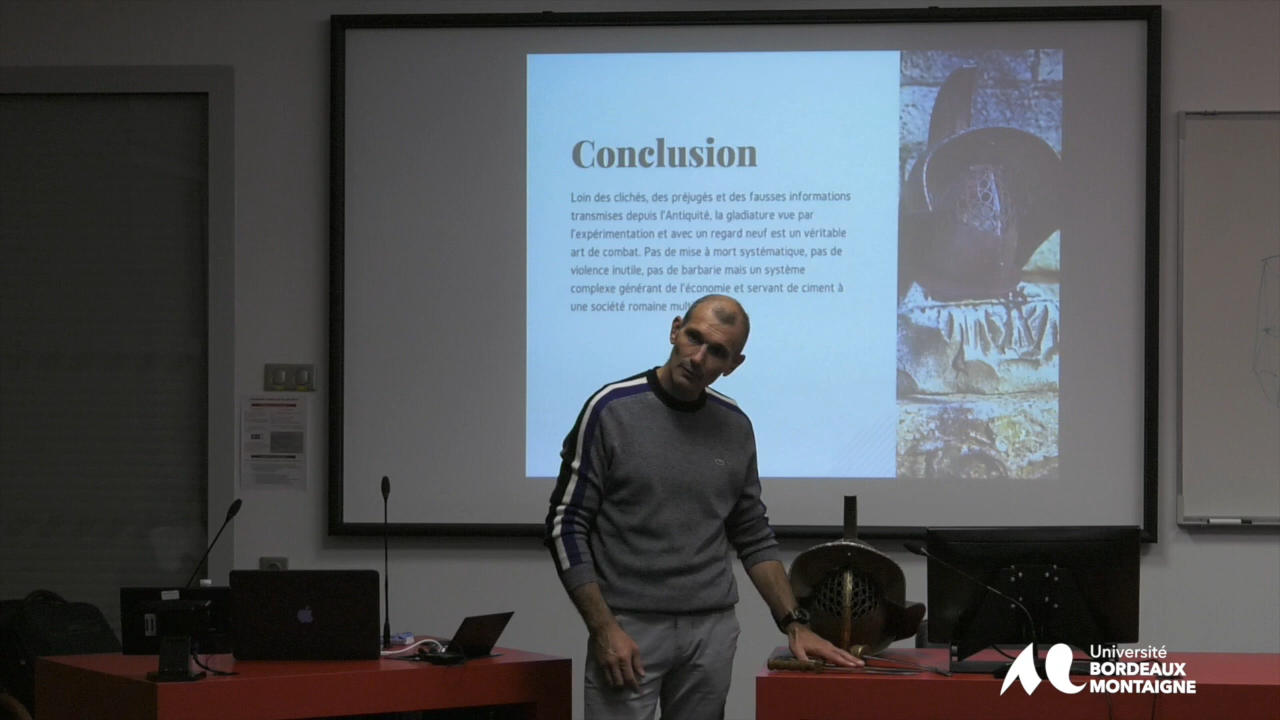 Conclusion
Loin des clichés, des préjugés et des fausses informations
transmises depuis l'Antiquité, la gladiature vue par
l'expérimentation et avec un regard neuf est un véritable
art de combat. Pas de mise à mort systématique, pas de
violence inutile, pas de barbarie mais un système
complexe générant de l'économie et servant de ciment à
une société romaine
Université
BORDEAUX
MONTAIGNE